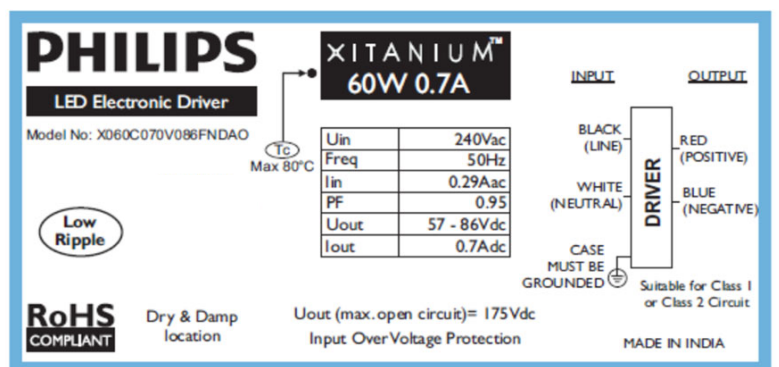 PHILIPS
LED Electronic Driver
Model No: X060C070V086FNDAO
XITANIUM™
60W 0.7A
Tc
Max 80°C
Uin 240Vac
Freq 50Hz
Iin 0.29Aac
PF 0.95
Uout 57 - 86Vdc
Iout 0.7Adc
INPUT OUTPUT
BLACK
(LINE)
WHITE
(NEUTRAL)
CASE
MUST BE
GROUNDED
DRIVER
RED
(POSITIVE)
BLUE
(NEGATIVE)
Suitable for Class I
or Class 2 Circuit
Low
Ripple
RoHS
COMPLIANT
Dry & Damp
location
Uout (max. open circuit)= 175Vdc
Input Over Voltage Protection
MADE IN INDIA